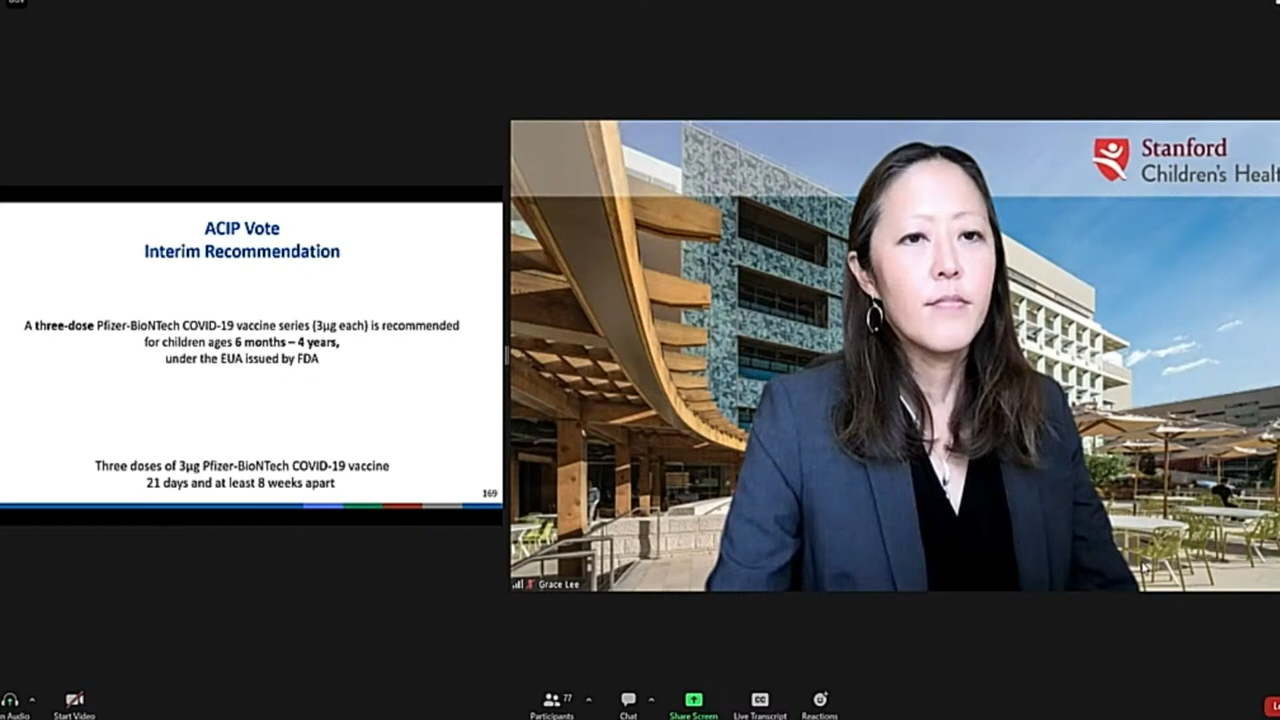 ACIP Vote
Interim Recommendation
A three-dose Pfizer-BioNTech COVID-19 vaccine series (3µg each) is recommended
for children ages 6 months – 4 years,
under the EUA issued by FDA
Three doses of 3µg Pfizer-BioNTech COVID-19 vaccine
21 days and at least 8 weeks apart
169
Stanford
Children's Healt
Grace Lee
n Audio
Start Video
Participants
77
Chat
Share Screen
CC
Live Transcript
Reactions